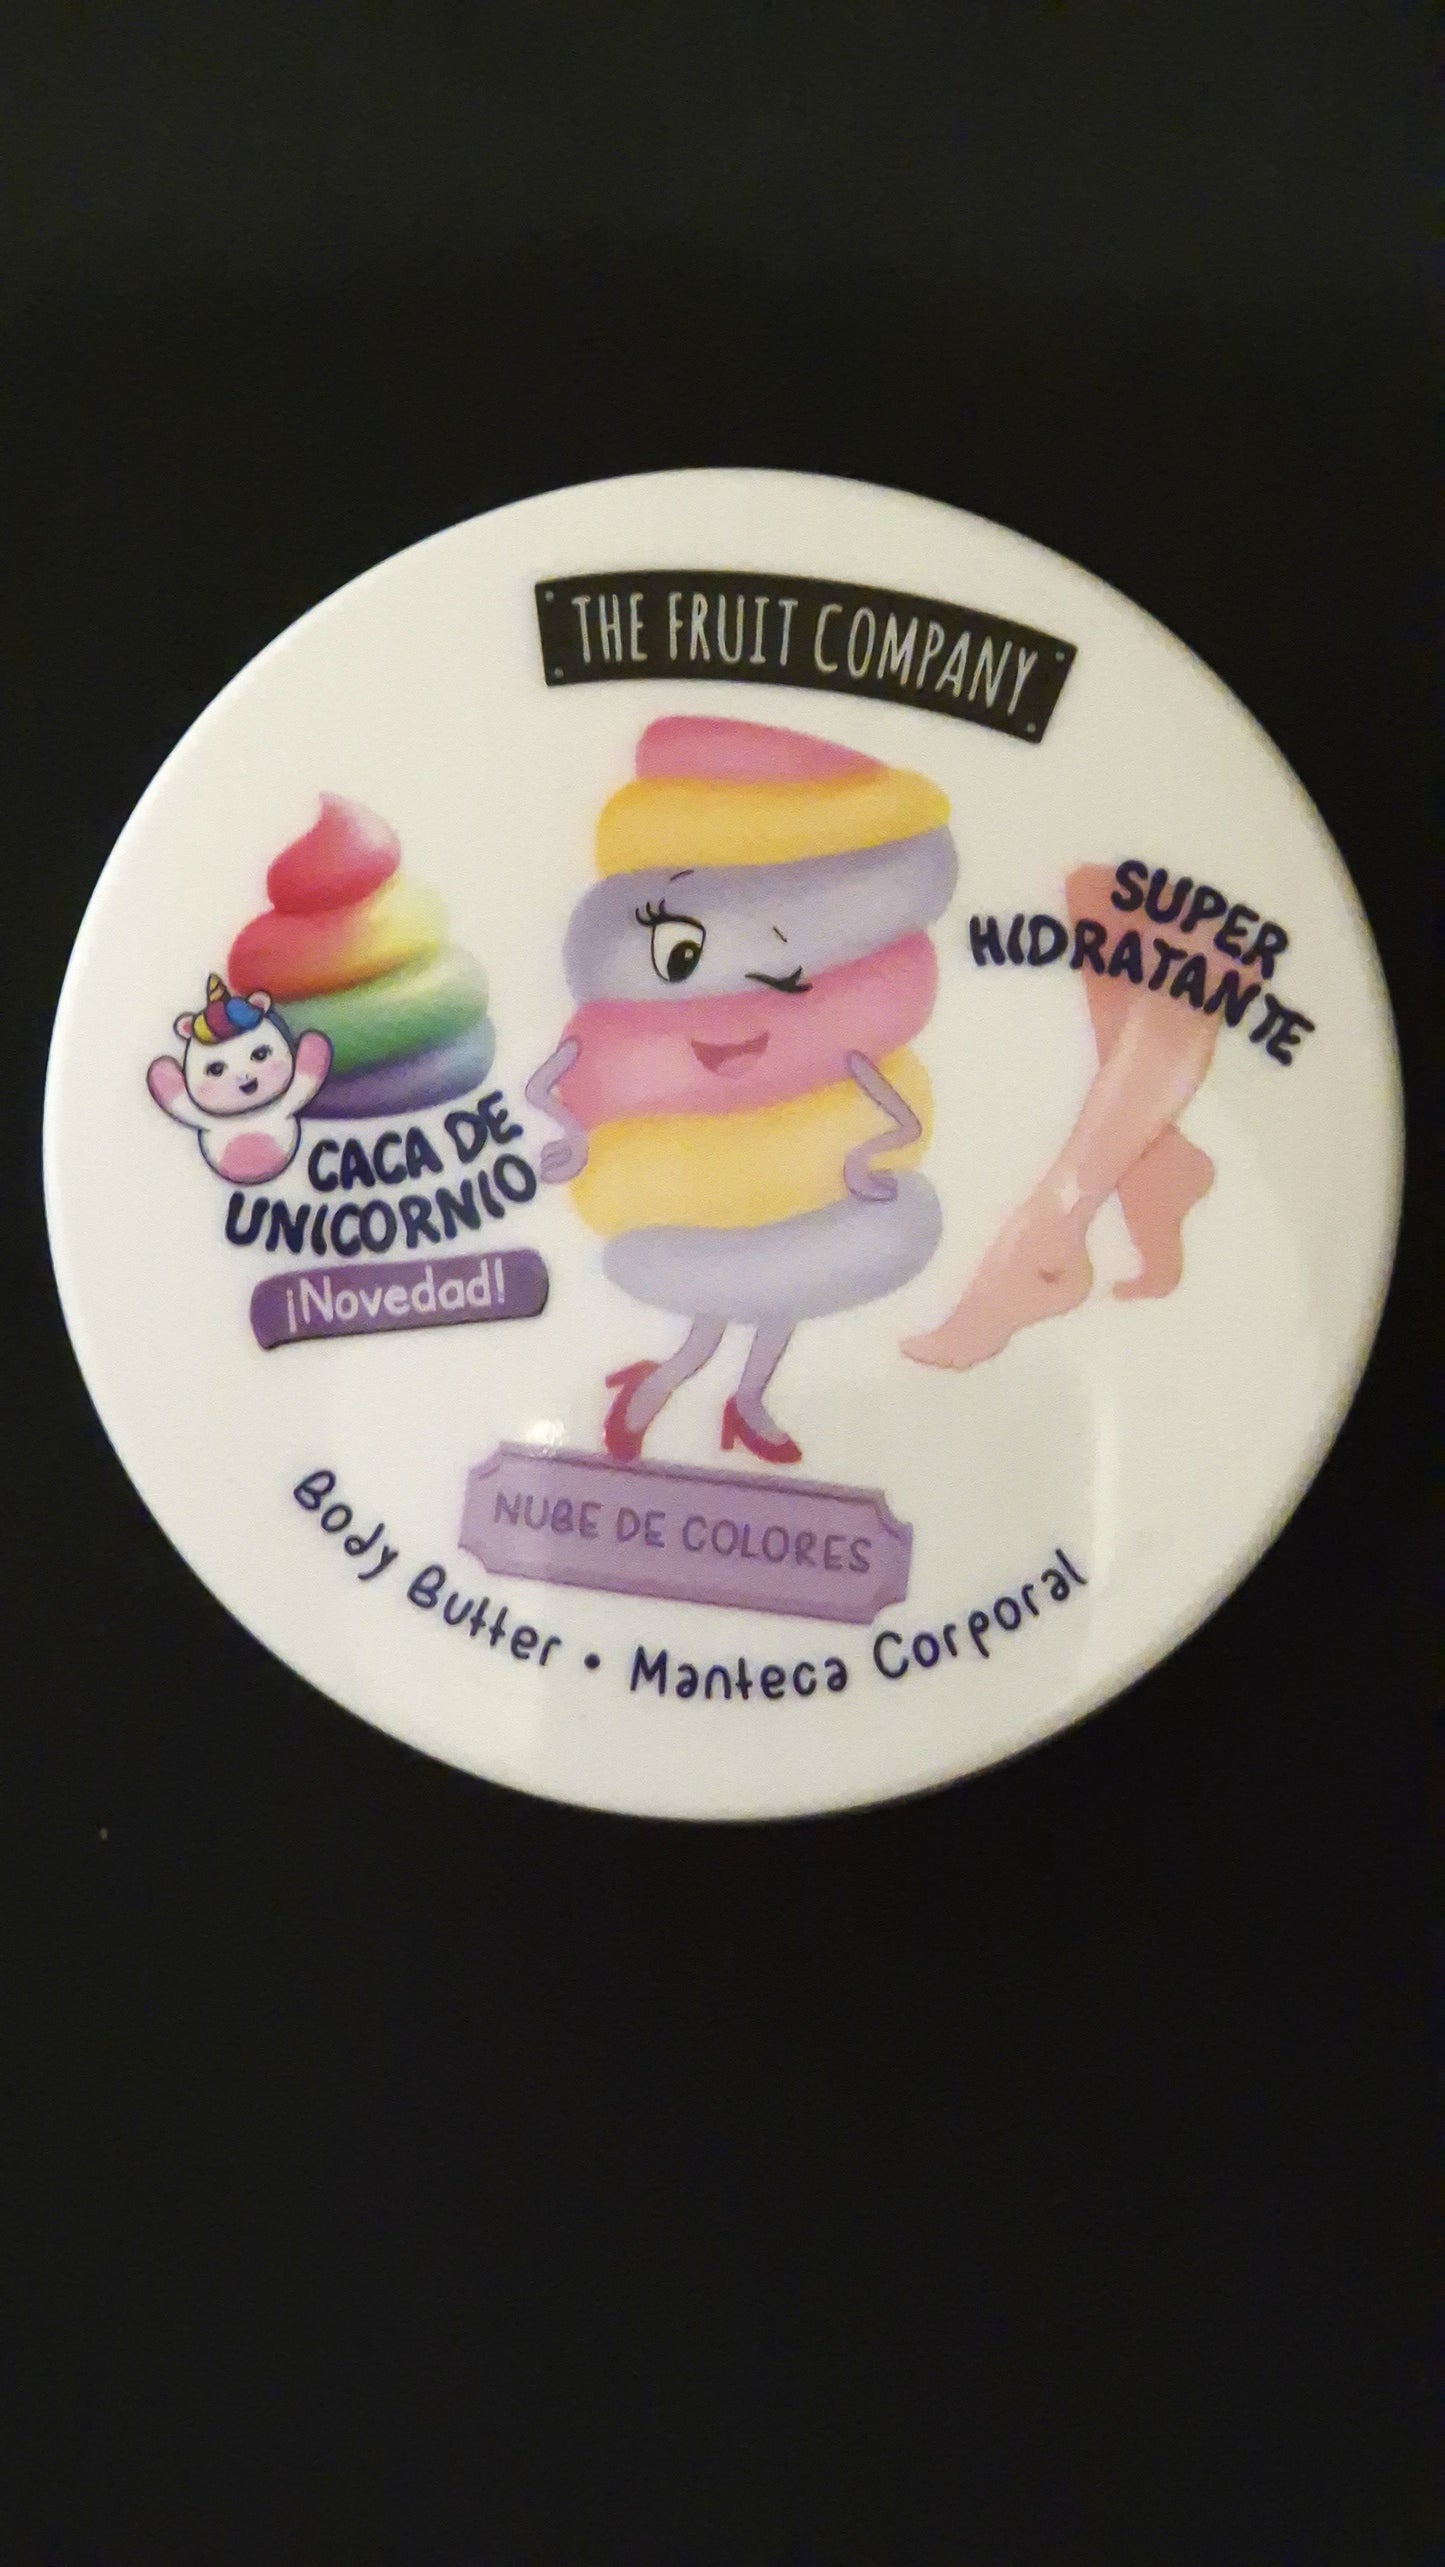 THE FRUIT COMPANY
SUPER
HIDRATANTE
CACA DE
UNICORNIO
¡Novedad!
NUBE DE COLORES
Body Butter • Manteca Corporal